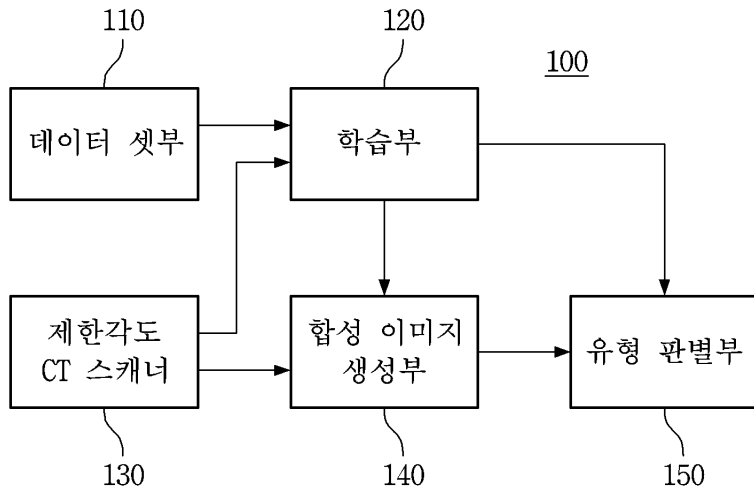 110
120
100
데이터 셋부
학습부
제한각도
CT 스캐너
합성 이미지
생성부
유형 판별부
130
140
150